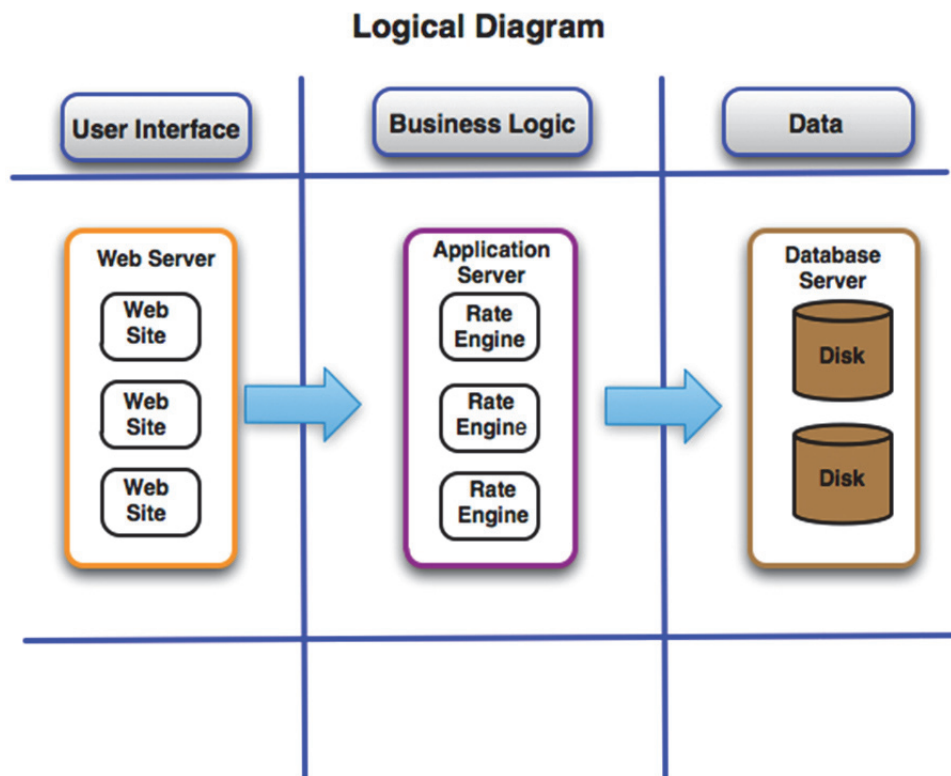 Logical Diagram
User Interface
Business Logic
Data
Web Server
Web
Site
Web
Site
Web
Site
Application
Server
Rate
Engine
Rate
Engine
Rate
Engine
Database
Server
Disk
Disk